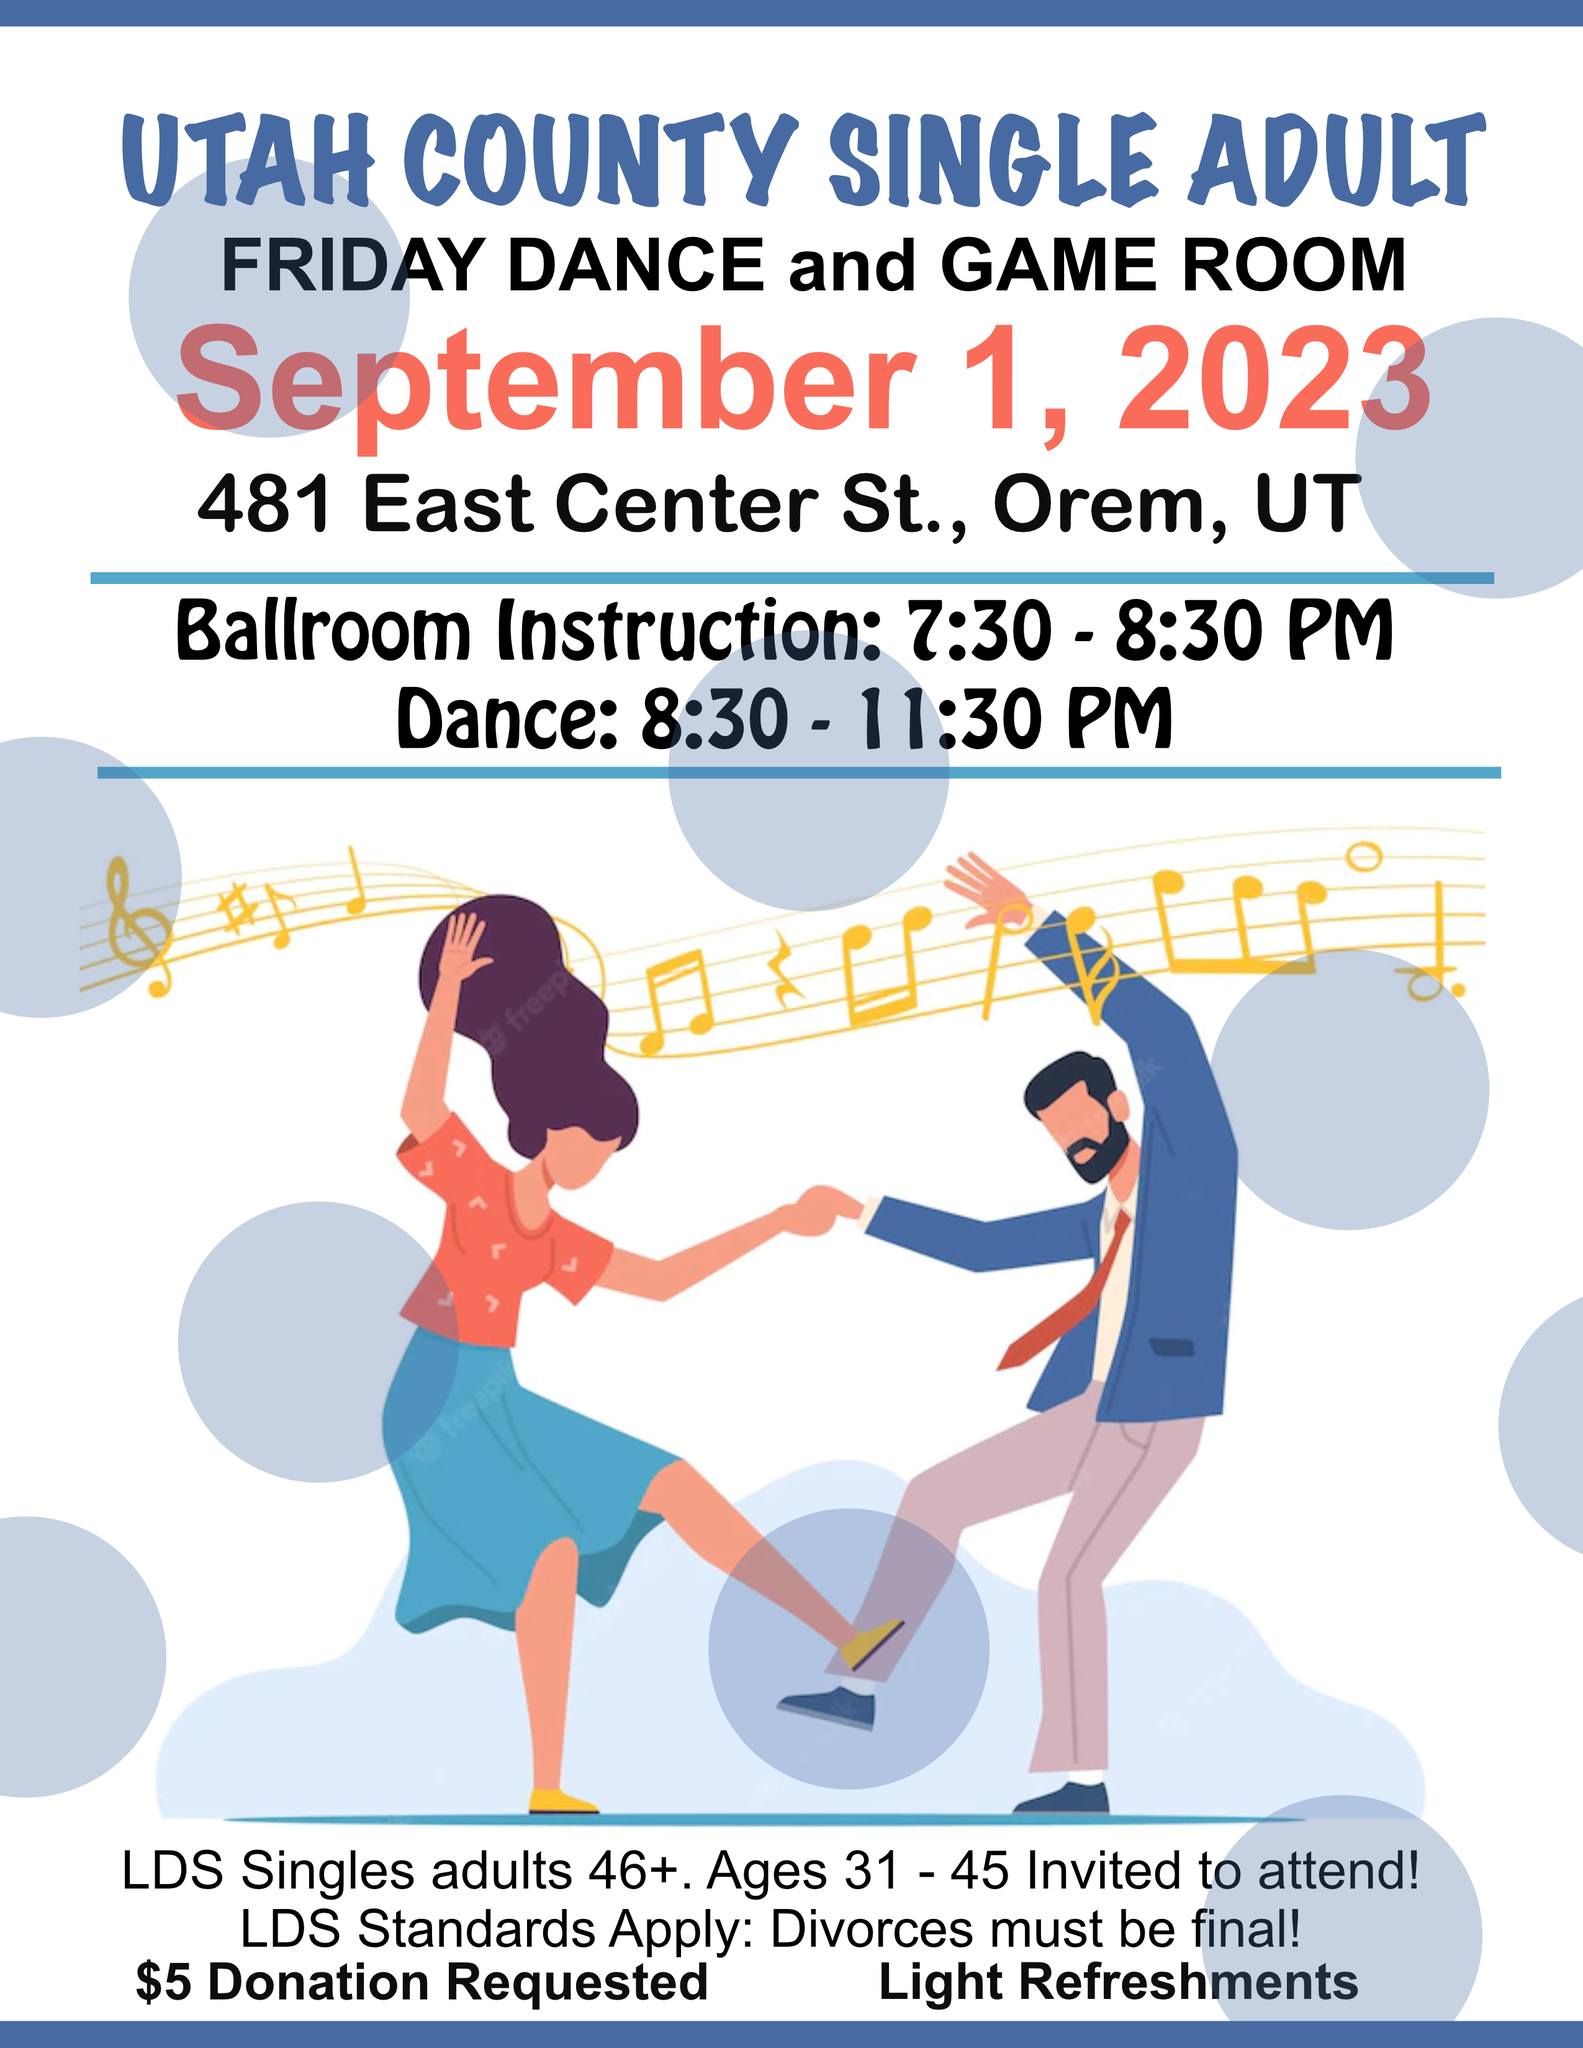 UTAH COUNTY SINGLE ADULT
FRIDAY DANCE and GAME ROOM
September 1, 2023
481 East Center St., Orem, UT
Ballroom Instruction: 7:30 - 8:30 PM
Dance: 8:30 - 11:30 PM
freepik
freepik
LDS Singles adults 46+. Ages 31 - 45 Invited to attend!
LDS Standards Apply: Divorces must be final!
$5 Donation Requested Light Refreshments